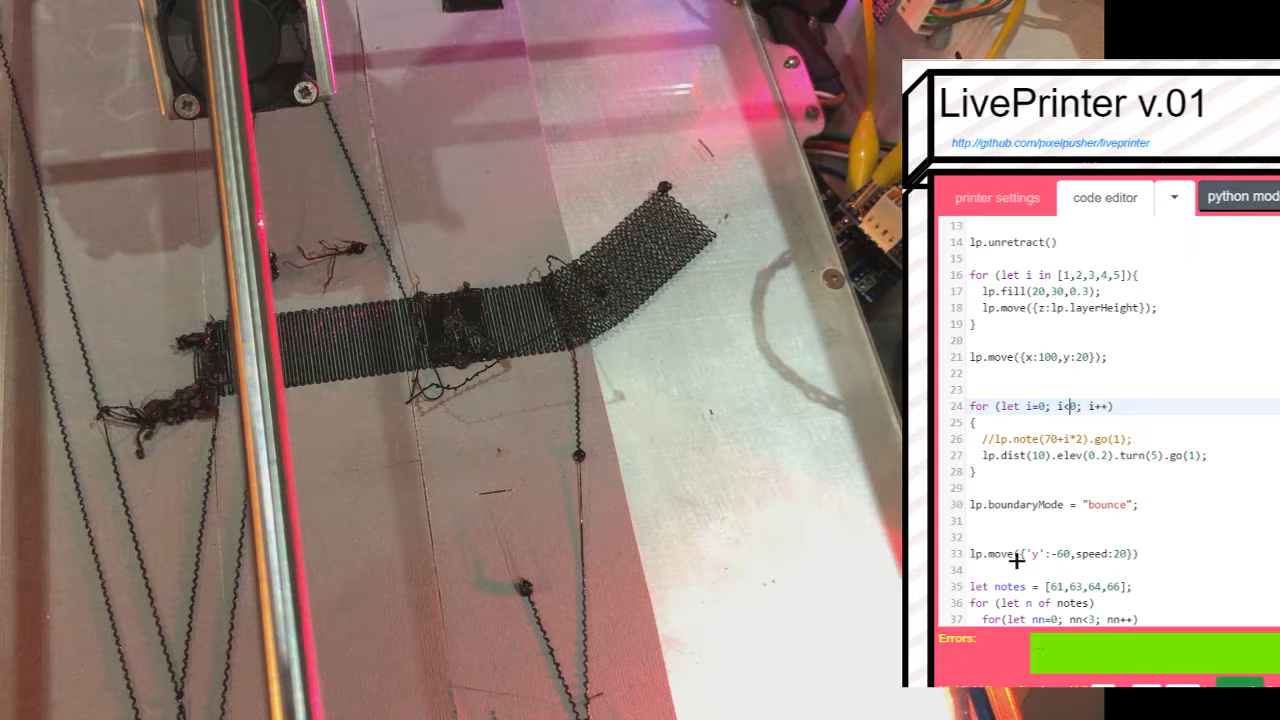 LivePrinter v.01
http://github.com/pixelpusher/liveprinter
printer settings code editor python mod
13
14 lp.unretract()
15
16 for (let i in [1,2,3,4,5]){
17 lp.fill(20,30,0.3);
18 lp.move({z:lp.layerHeight});
19 }
20
21 lp.move({x:100,y:20});
22
23
24 for (let i=0; i<0; i++)
25 {
26 //lp.note(70+i*2).go(1);
27 lp.dist(10).elev(0.2).turn(5).go(1);
28 }
29
30 lp.boundaryMode = "bounce";
31
32
33 lp.move({'y':-60,speed:20})
34
35 let notes = [61,63,64,66];
36 for (let n of notes)
37 for(let nn=0; nn<3; nn++)
Errors: